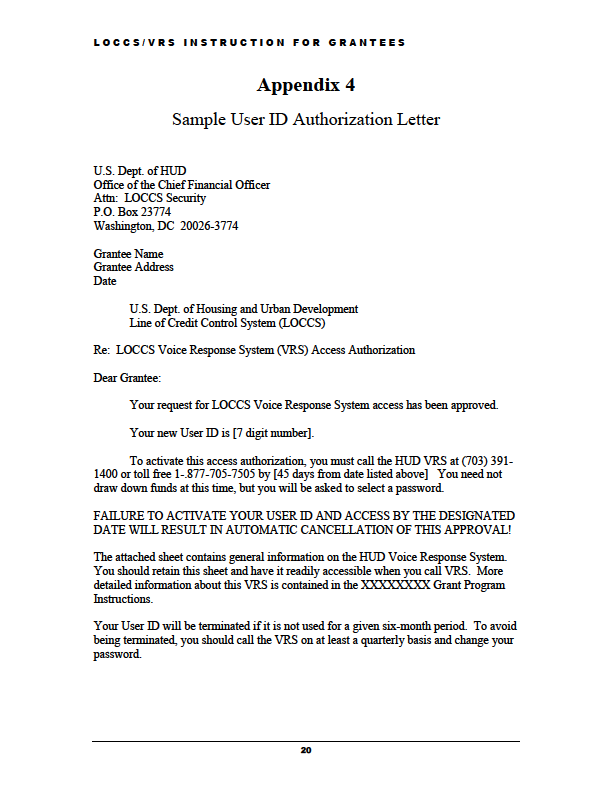 LOCCS/VRS INSTRUCTION FOR GRANTEES
Appendix 4
Sample User ID Authorization Letter
U.S. Dept. of HUD
Office of the Chief Financial Officer
Attn:  LOCCS Security
P.O. Box 23774
Washington, DC  20026-3774
Grantee Name
Grantee Address
Date
U.S. Dept. of Housing and Urban Development
Line of Credit Control System (LOCCS)
Re:  LOCCS Voice Response System (VRS) Access Authorization
Dear Grantee:
Your request for LOCCS Voice Response System access has been approved.
Your new User ID is [7 digit number].
To activate this access authorization, you must call the HUD VRS at (703) 391-
1400 or toll free 1-.877-705-7505 by [45 days from date listed above]   You need not
draw down funds at this time, but you will be asked to select a password.
FAILURE TO ACTIVATE YOUR USER ID AND ACCESS BY THE DESIGNATED
DATE WILL RESULT IN AUTOMATIC CANCELLATION OF THIS APPROVAL!
The attached sheet contains general information on the HUD Voice Response System.
You should retain this sheet and have it readily accessible when you call VRS.  More
detailed information about this VRS is contained in the XXXXXXXX Grant Program
Instructions.
Your User ID will be terminated if it is not used for a given six-month period.  To avoid
being terminated, you should call the VRS on at least a quarterly basis and change your
password.
20